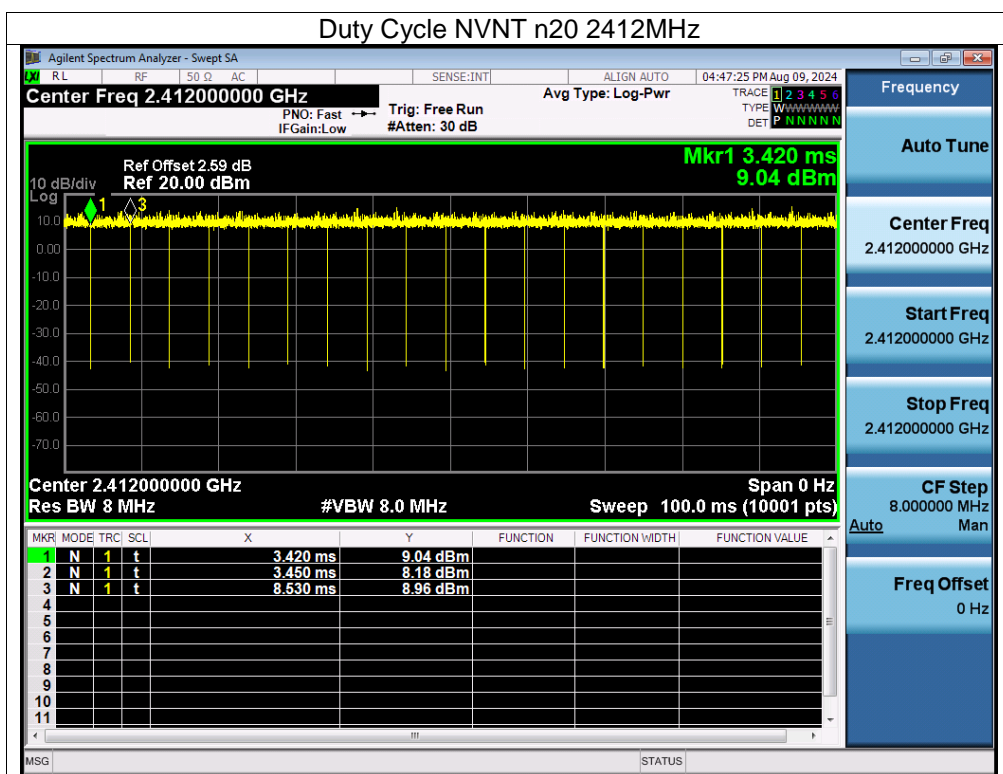 Duty Cycle NVNT n20 2412MHz
Agilent Spectrum Analyzer - Swept SA
LXI RL RF 50 Ω AC SENSE:INT ALIGN AUTO 04:47:25 PM Aug 09, 2024
Center Freq 2.412000000 GHz
PNO: Fast
IFGain:Low
Trig: Free Run
#Atten: 30 dB
Avg Type: Log-Pwr
TRACE 1 2 3 4 5 6
TYPE WWWWWWW
DET P N N N N N
Mkr1 3.420 ms
9.04 dBm
Ref Offset 2.59 dB
Ref 20.00 dBm
10 dB/div
Log
1
3
10.0
0.00
-10.0
-20.0
-30.0
-40.0
-50.0
-60.0
-70.0
Center 2.412000000 GHz Span 0 Hz
Res BW 8 MHz #VBW 8.0 MHz Sweep 100.0 ms (10001 pts)
MKR MODE TRC SCL X Y FUNCTION FUNCTION WIDTH FUNCTION VALUE
1 N 1 t 3.420 ms 9.04 dBm
2 N 1 t 3.450 ms 8.18 dBm
3 N 1 t 8.530 ms 8.96 dBm
4
5
6
7
8
9
10
11
MSG STATUS
Frequency
Auto Tune
Center Freq
2.412000000 GHz
Start Freq
2.412000000 GHz
Stop Freq
2.412000000 GHz
CF Step
8.000000 MHz
Auto Man
Freq Offset
0 Hz